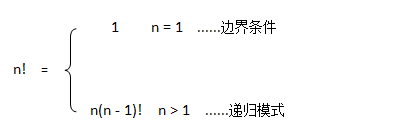 1 n = 1 ......边界条件
n! =
n(n - 1)! n > 1 ......递归模式